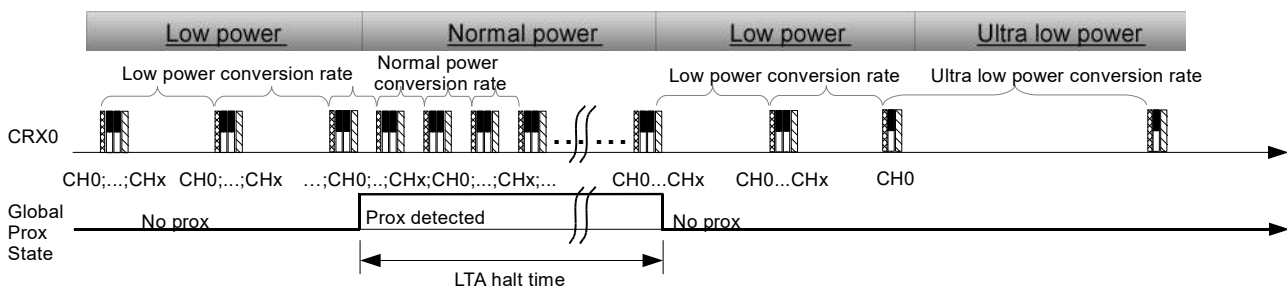 Low power Normal power Low power Ultra low power
Low power conversion rate Normal power conversion rate Low power conversion rate Ultra low power conversion rate
CRX0
CH0;...;CHx CH0;...;CHx ...;CH0;..;CHx;CH0;...;CHx;... CH0...CHx CH0...CHx CH0
Global Prox State
No prox Prox detected No prox
LTA halt time